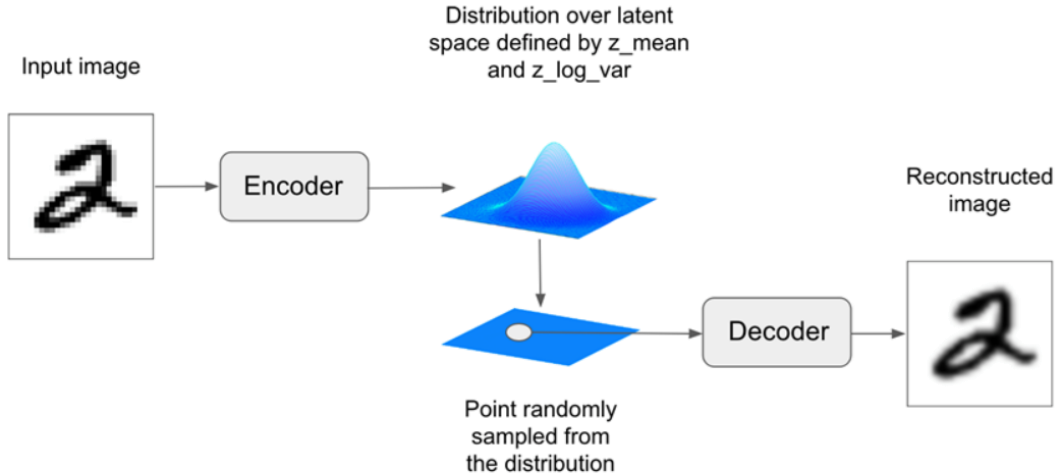 Distribution over latent
space defined by z_mean
and z_log_var
Input image
Encoder
Reconstructed
image
Decoder
Point randomly
sampled from
the distribution